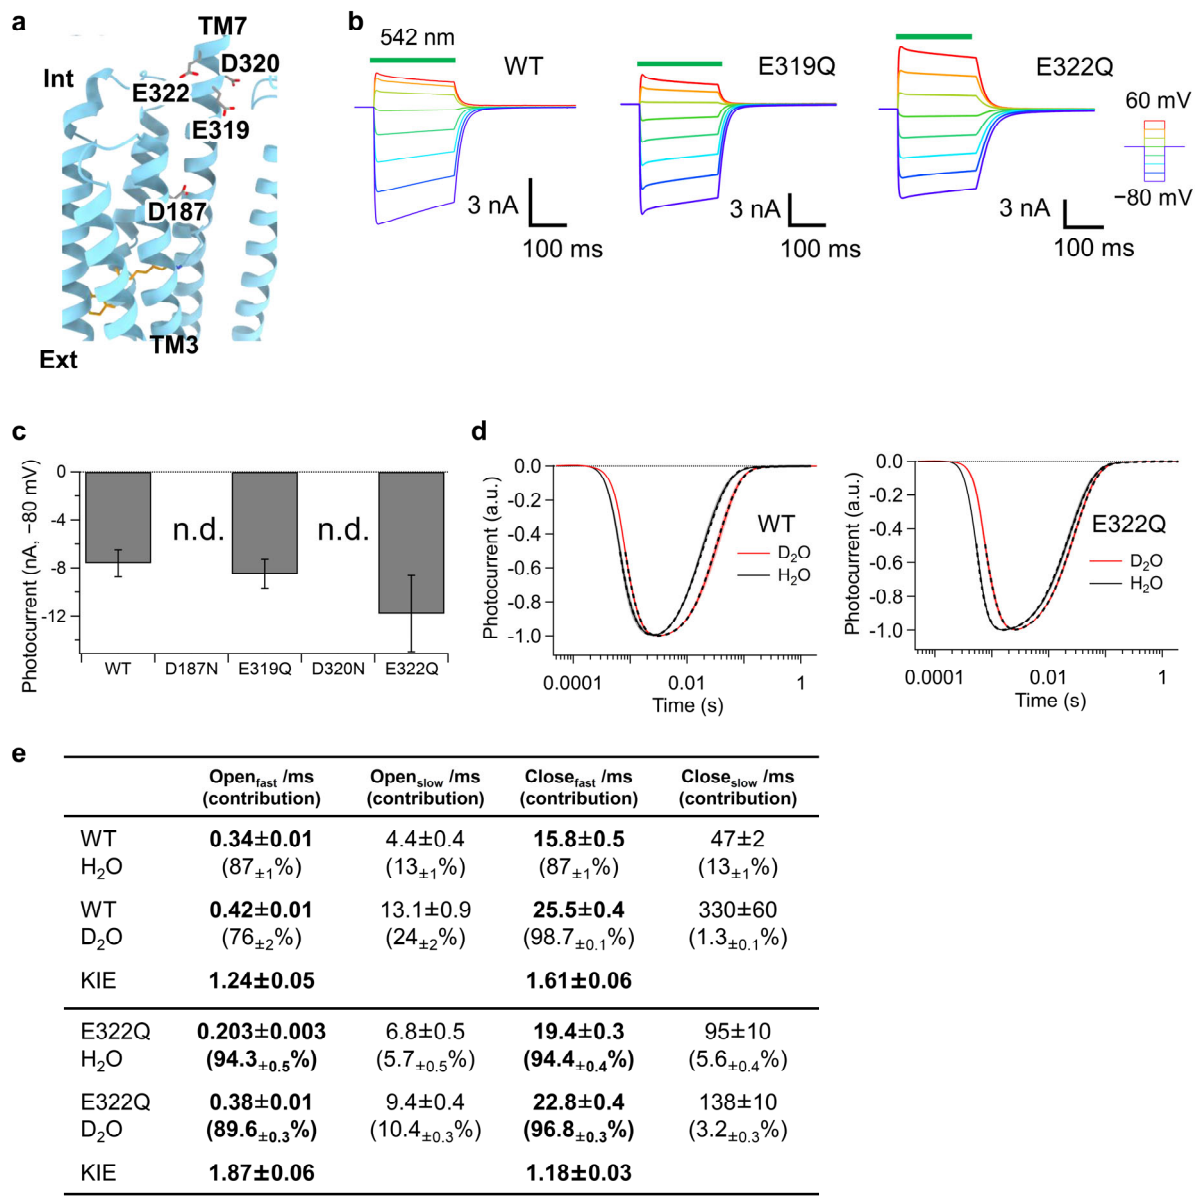 a
TM7
D320
Int
E322
E319
D187
TM3
Ext
b
542 nm
WT
E319Q
E322Q
60 mV
−80 mV
3 nA
100 ms
3 nA
100 ms
3 nA
100 ms
c
Photocurrent (nA, −80 mV)
0
-4
-8
-12
n.d.
n.d.
WT D187N E319Q D320N E322Q
d
Photocurrent (a.u.)
0.0
-0.2
-0.4
-0.6
-0.8
-1.0
WT
D₂O
H₂O
0.0001 0.01 1
Time (s)
Photocurrent (a.u.)
0.0
-0.2
-0.4
-0.6
-0.8
-1.0
E322Q
D₂O
H₂O
0.0001 0.01 1
Time (s)
e
Open_fast /ms Open_slow /ms Close_fast /ms Close_slow /ms
(contribution) (contribution) (contribution) (contribution)
WT 0.34±0.01 4.4±0.4 15.8±0.5 47±2
H₂O (87±1%) (13±1%) (87±1%) (13±1%)
WT 0.42±0.01 13.1±0.9 25.5±0.4 330±60
D₂O (76±2%) (24±2%) (98.7±0.1%) (1.3±0.1%)
KIE 1.24±0.05 1.61±0.06
E322Q 0.203±0.003 6.8±0.5 19.4±0.3 95±10
H₂O (94.3±0.5%) (5.7±0.5%) (94.4±0.4%) (5.6±0.4%)
E322Q 0.38±0.01 9.4±0.4 22.8±0.4 138±10
D₂O (89.6±0.3%) (10.4±0.3%) (96.8±0.3%) (3.2±0.3%)
KIE 1.87±0.06 1.18±0.03